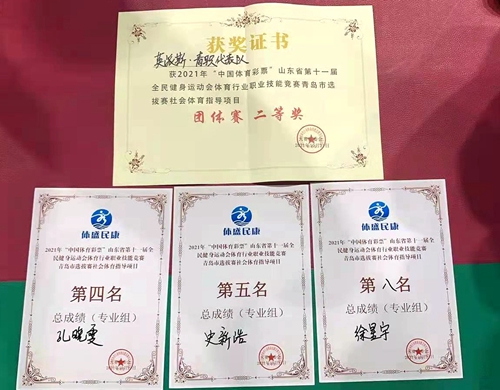 获奖证书
英派斯·青职代表队
获2021年“中国体育彩票”山东省第十一届
全民健身运动会体育行业职业技能竞赛青岛市选
拔赛社会体育指导项目
团体赛 二等奖
体盛民康
2021年“中国体育彩票”山东省第十一届全
民健身运动会体育行业职业技能竞赛
青岛市选拔赛社会体育指导项目
第四名
总成绩（专业组）
孔晓雯
体盛民康
2021年“中国体育彩票”山东省第十一届全
民健身运动会体育行业职业技能竞赛
青岛市选拔赛社会体育指导项目
第五名
总成绩（专业组）
史新浩
体盛民康
2021年“中国体育彩票”山东省第十一届全
民健身运动会体育行业职业技能竞赛
青岛市选拔赛社会体育指导项目
第八名
总成绩（专业组）
徐昱宇